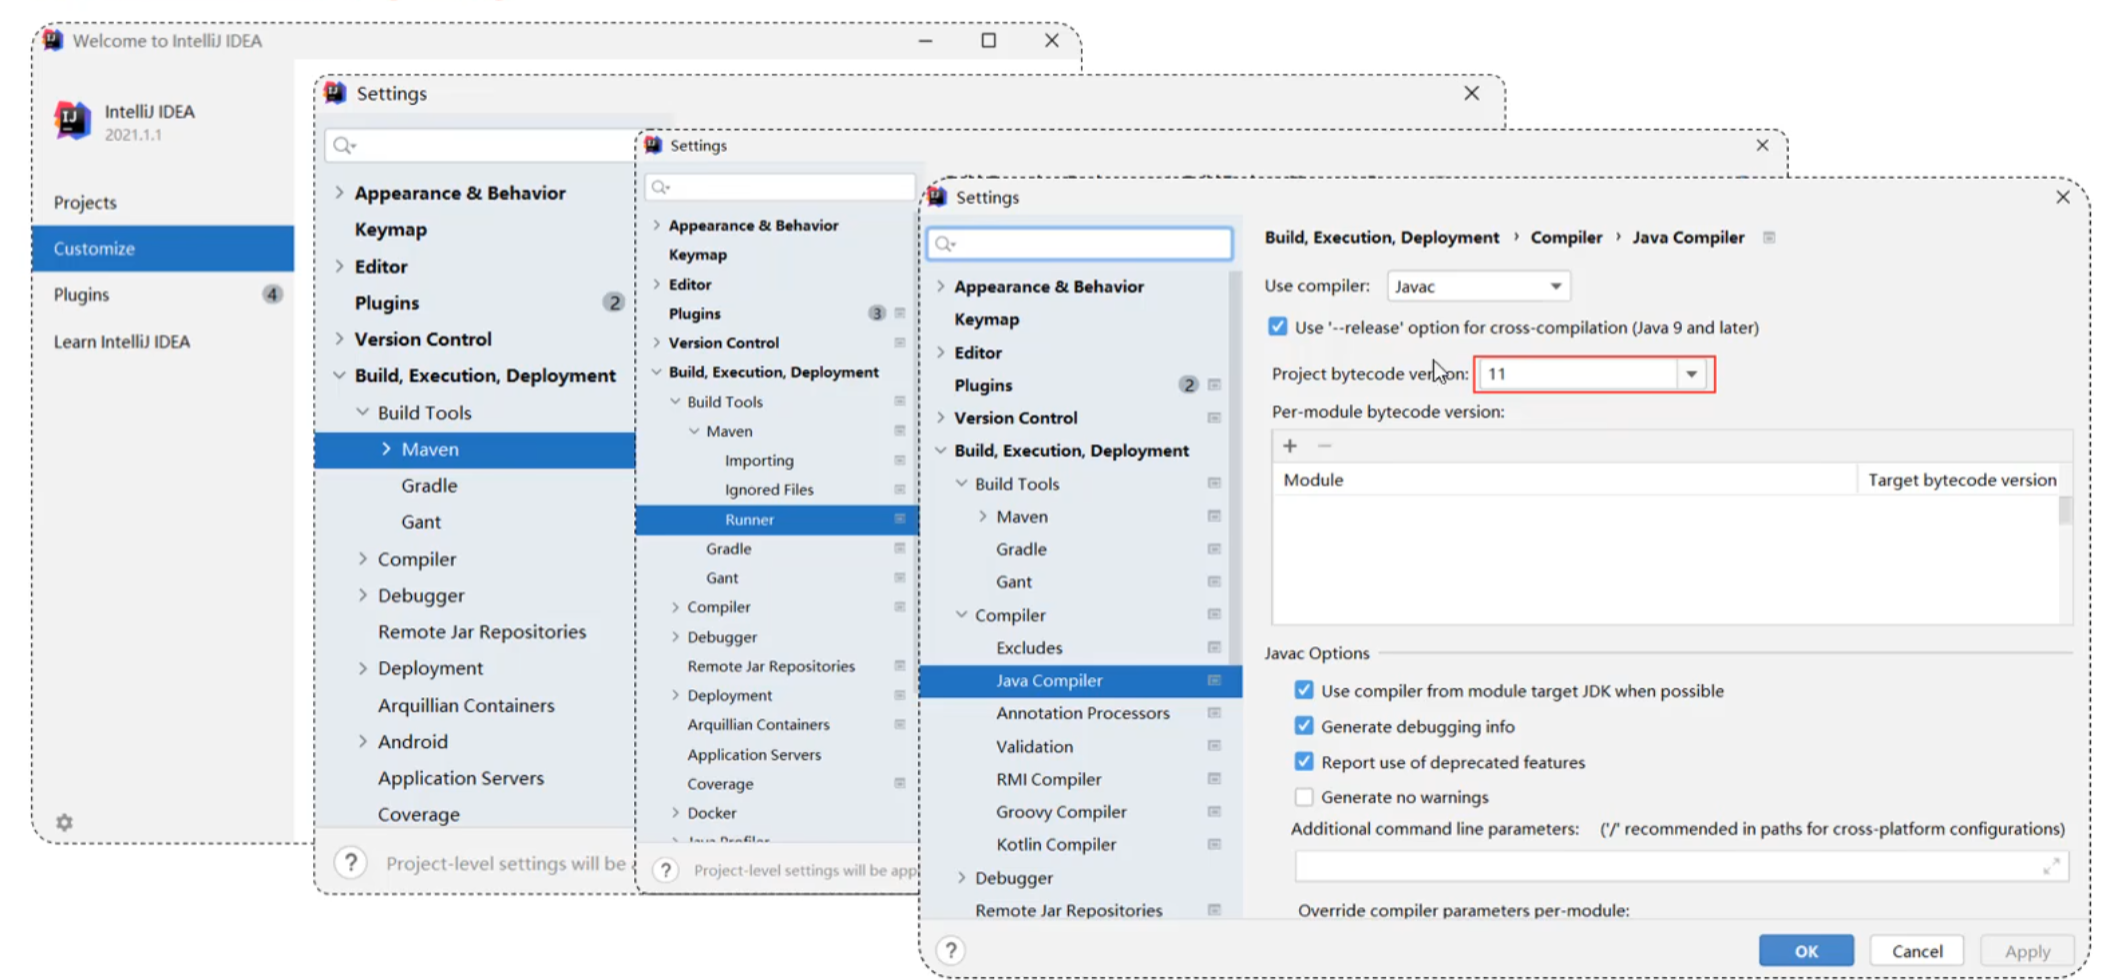 Welcome to IntelliJ IDEA
IntelliJ IDEA
2021.1.1
Projects
Customize
Plugins 4
Learn IntelliJ IDEA
Settings
Appearance & Behavior
Keymap
Editor
Plugins 2
Version Control
Build, Execution, Deployment
Build Tools
Maven
Gradle
Gant
Compiler
Debugger
Remote Jar Repositories
Deployment
Arquillian Containers
Android
Application Servers
Coverage
? Project-level settings will be
Settings
Appearance & Behavior
Keymap
Editor
Plugins 3
Version Control
Build, Execution, Deployment
Build Tools
Maven
Importing
Ignored Files
Runner
Gradle
Gant
Compiler
Debugger
Remote Jar Repositories
Deployment
Arquillian Containers
Application Servers
Coverage
Docker
Java Profiler
? Project-level settings will be app
Settings
Appearance & Behavior
Keymap
Editor
Plugins 2
Version Control
Build, Execution, Deployment
Build Tools
Maven
Gradle
Gant
Compiler
Excludes
Java Compiler
Annotation Processors
Validation
RMI Compiler
Groovy Compiler
Kotlin Compiler
Debugger
Remote Jar Repositories
Build, Execution, Deployment › Compiler › Java Compiler
Use compiler: Javac
Use '--release' option for cross-compilation (Java 9 and later)
Project bytecode version: 11
Per-module bytecode version:
+ −
Module Target bytecode version
Javac Options
Use compiler from module target JDK when possible
Generate debugging info
Report use of deprecated features
Generate no warnings
Additional command line parameters: ('/' recommended in paths for cross-platform configurations)
Override compiler parameters per-module:
? OK Cancel Apply